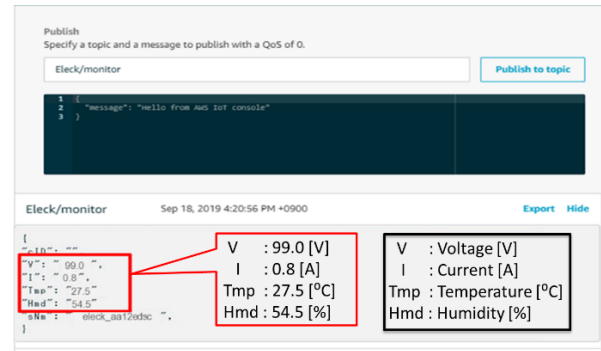 Publish
Specify a topic and a message to publish with a QoS of 0.
Eleck/monitor
Publish to topic
1 {
2 "message": "Hello from AWS IoT console"
3 }
Eleck/monitor Sep 18, 2019 4:20:56 PM +0900 Export Hide
{
"cID": "",
"V": " 99.0 ",
"I": " 0.8",
"Tmp": "27.5"
"Hmd": "54.5"
"sNm": " eleck_aa12edsc ",
}
V : 99.0 [V]
I : 0.8 [A]
Tmp : 27.5 [⁰C]
Hmd : 54.5 [%]
V : Voltage [V]
I : Current [A]
Tmp : Temperature [⁰C]
Hmd : Humidity [%]